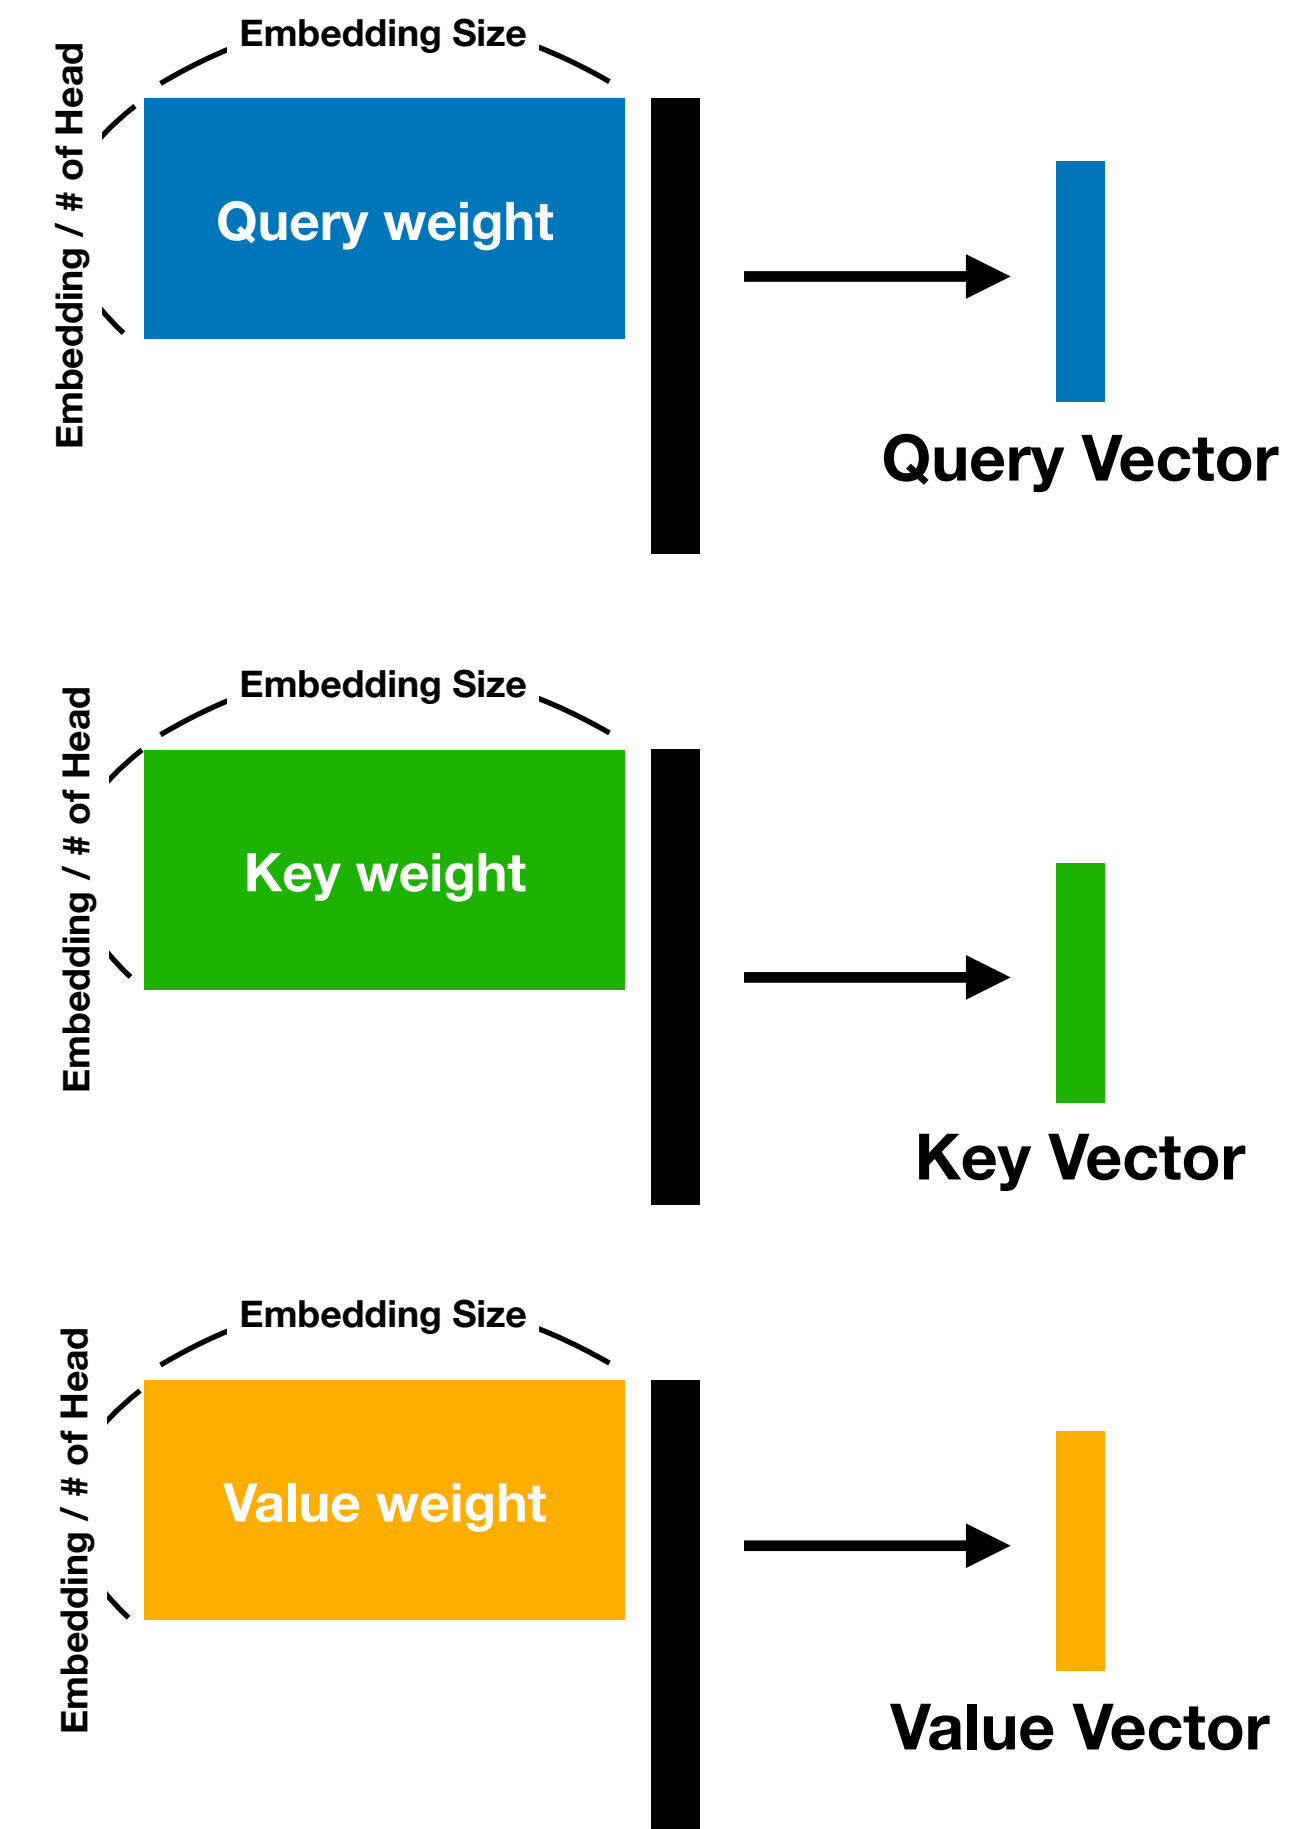 Embedding Size
Embedding / # of Head
Query weight
Query Vector
Embedding Size
Embedding / # of Head
Key weight
Key Vector
Embedding Size
Embedding / # of Head
Value weight
Value Vector